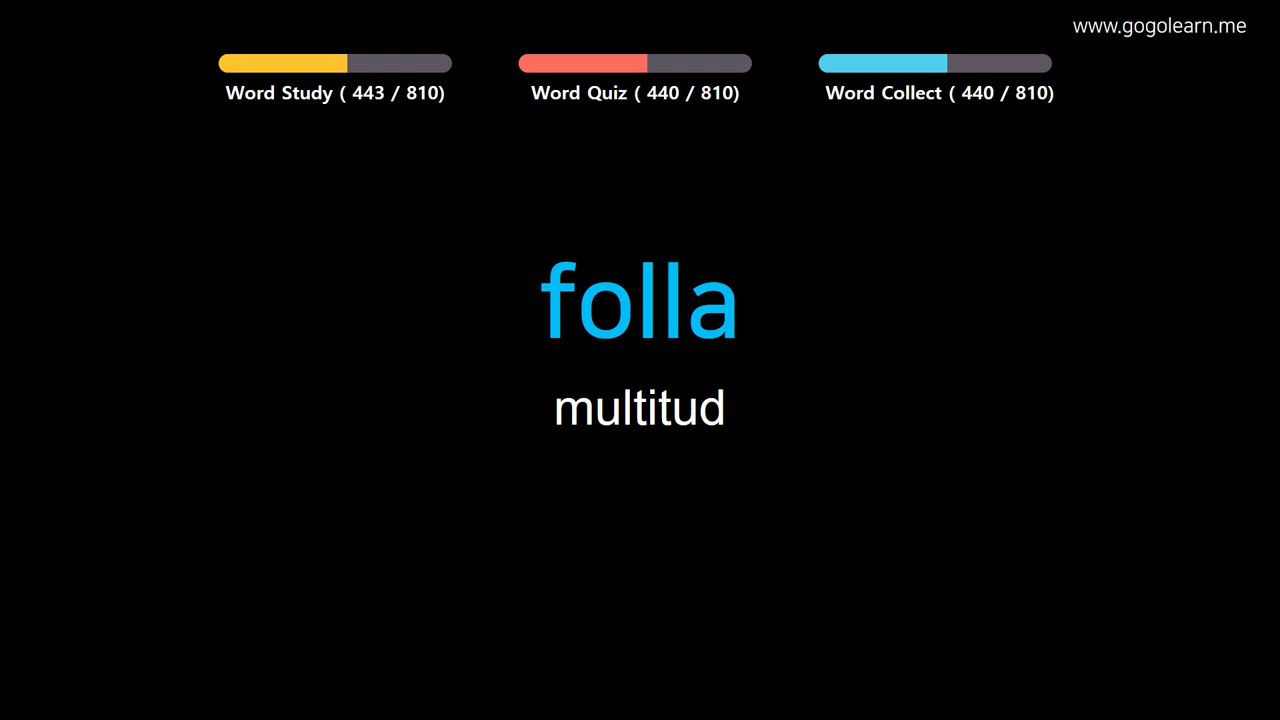 www.gogolearn.me
Word Study ( 443 / 810)
Word Quiz ( 440 / 810)
Word Collect ( 440 / 810)
folla
multitud